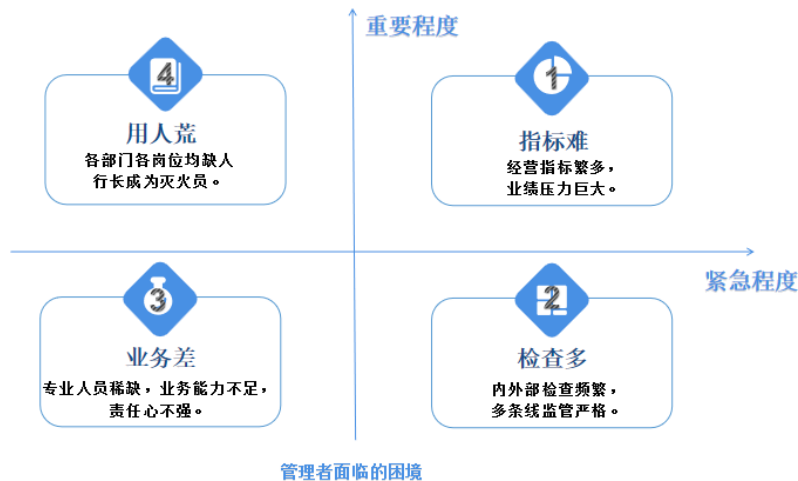 重要程度
4
用人荒
各部门各岗位均缺人
行长成为灭火员。
1
指标难
经营指标繁多，
业绩压力巨大。
紧急程度
3
业务差
专业人员稀缺，业务能力不足，
责任心不强。
2
检查多
内外部检查频繁，
多条线监管严格。
管理者面临的困境